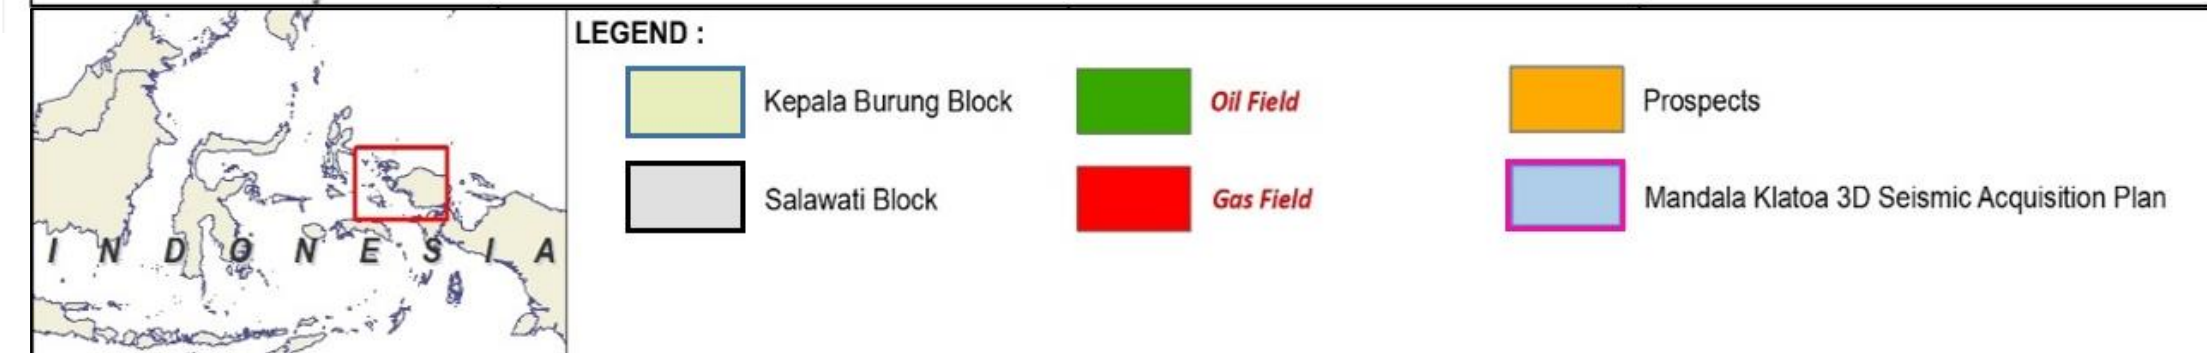 LEGEND :
Kepala Burung Block
Oil Field
Prospects
Salawati Block
Gas Field
Mandala Klatoa 3D Seismic Acquisition Plan
I N D O N E S I A